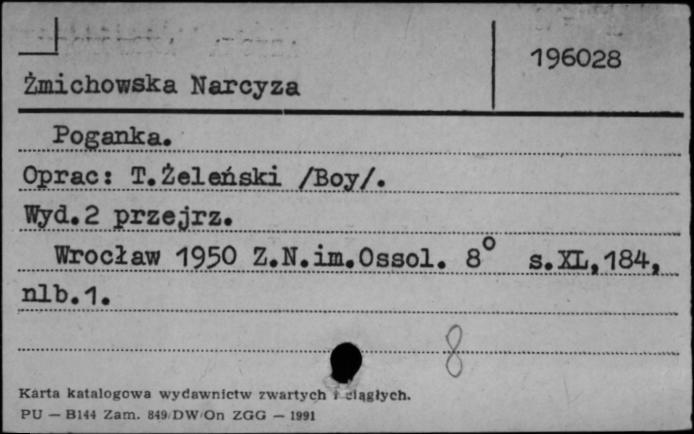 196028
Żmichowska Narcyza
Poganka.
Oprac: T.Żeleński /Boy/.
Wyd.2 przejrz.
Wrocław 1950 Z.N.im.Ossol. 8° s.XL,184,
nlb.1.
8
Karta katalogowa wydawnictw zwartych i ciągłych.
PU — B144 Zam. 849/DW/On ZGG — 1991